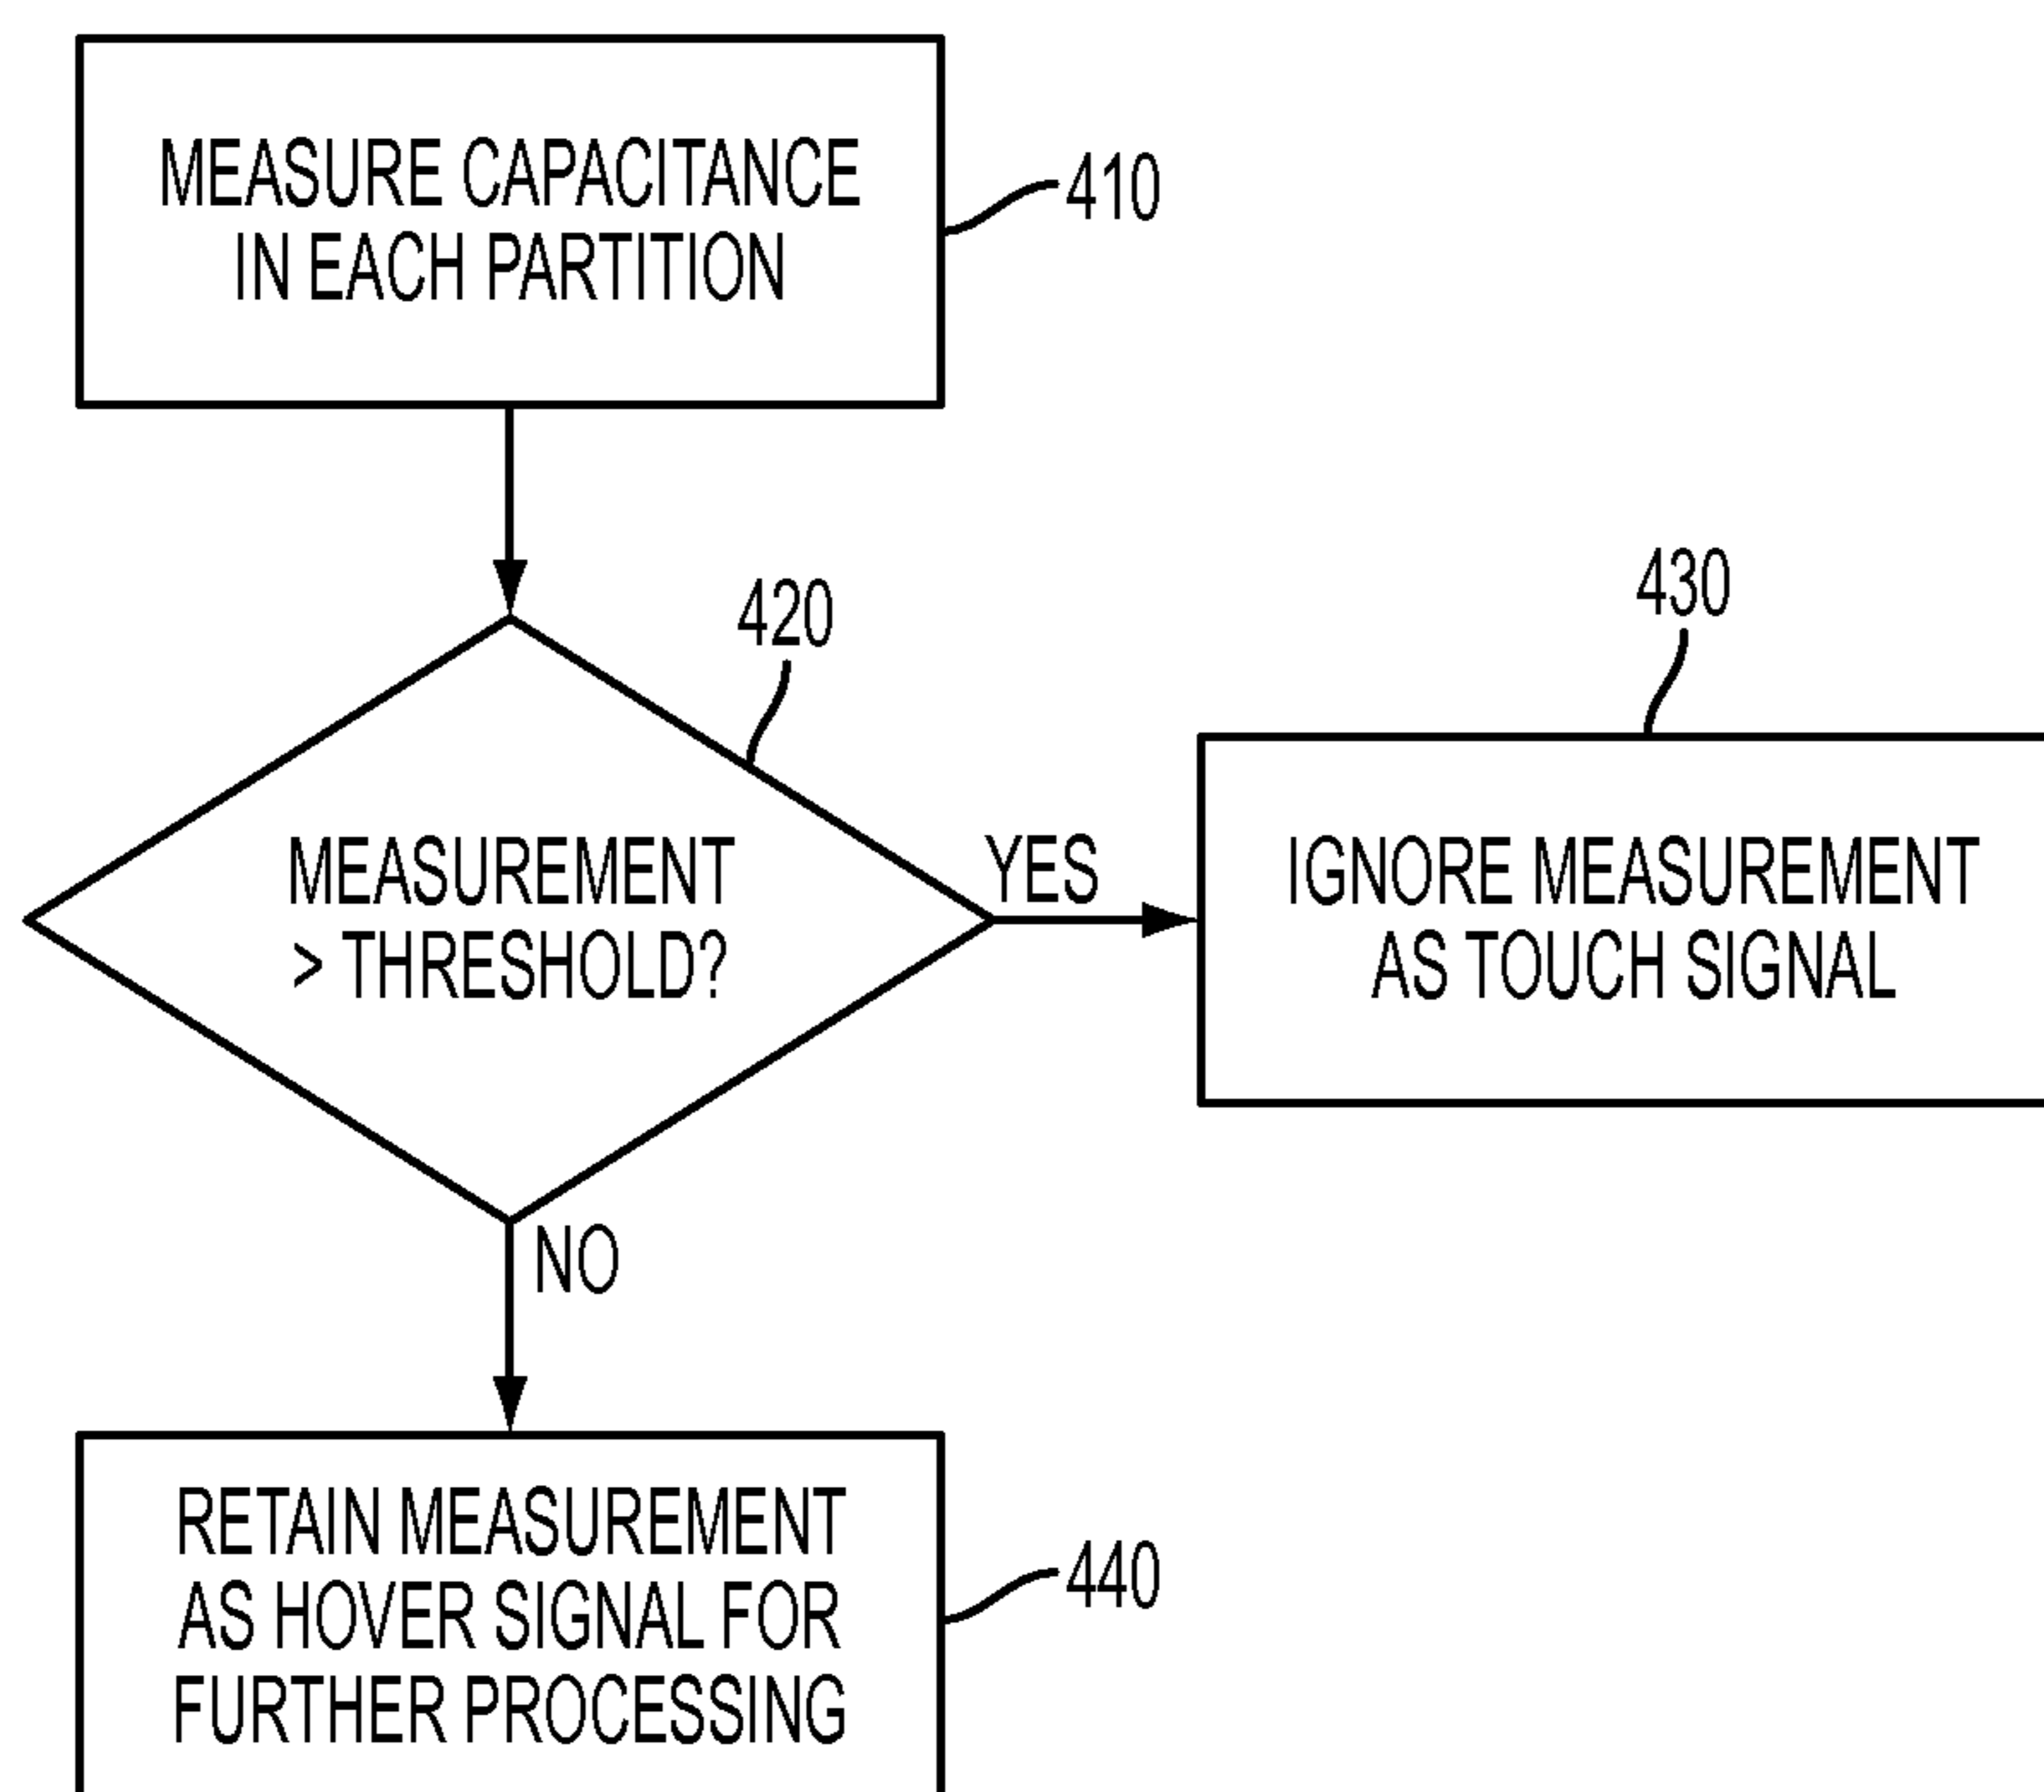 MEASURE CAPACITANCE
IN EACH PARTITION
410
420
MEASUREMENT
> THRESHOLD?
YES
430
IGNORE MEASUREMENT
AS TOUCH SIGNAL
NO
RETAIN MEASUREMENT
AS HOVER SIGNAL FOR
FURTHER PROCESSING
440